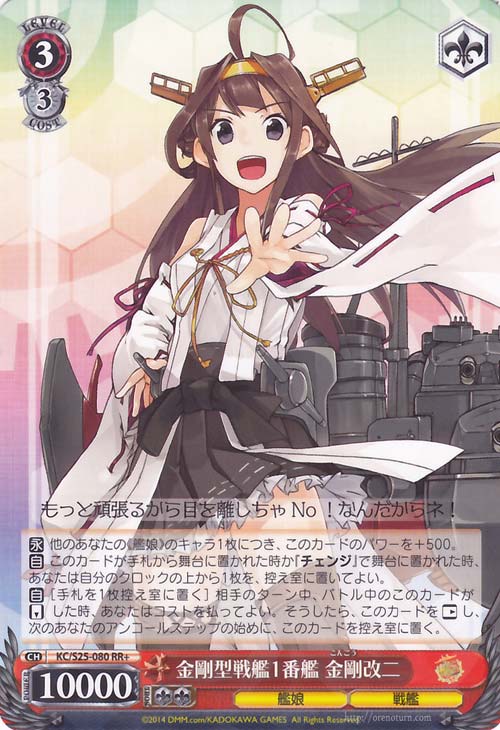 LEVEL
3
3
COST
もっと頑張るから目を離しちゃ No！なんだからネ！
永 他のあなたの《艦娘》のキャラ1枚につき、このカードのパワーを+500。
自 このカードが手札から舞台に置かれた時か『チェンジ』で舞台に置かれた時、
あなたは自分のクロックの上から1枚を、控え室に置いてよい。
自 ［手札を1枚控え室に置く］ 相手のターン中、バトル中のこのカードが
した時、あなたはコストを払ってよい。そうしたら、このカードを し、
次のあなたのアンコールステップの始めに、このカードを控え室に置く。
CH KC/S25-080 RR+
こんごう
金剛型戦艦1番艦 金剛改二
POWER
10000
SOUL
艦娘
戦艦
©2014 DMM.com/KADOKAWA GAMES All Rights Reserved.
http://orenoturn.com